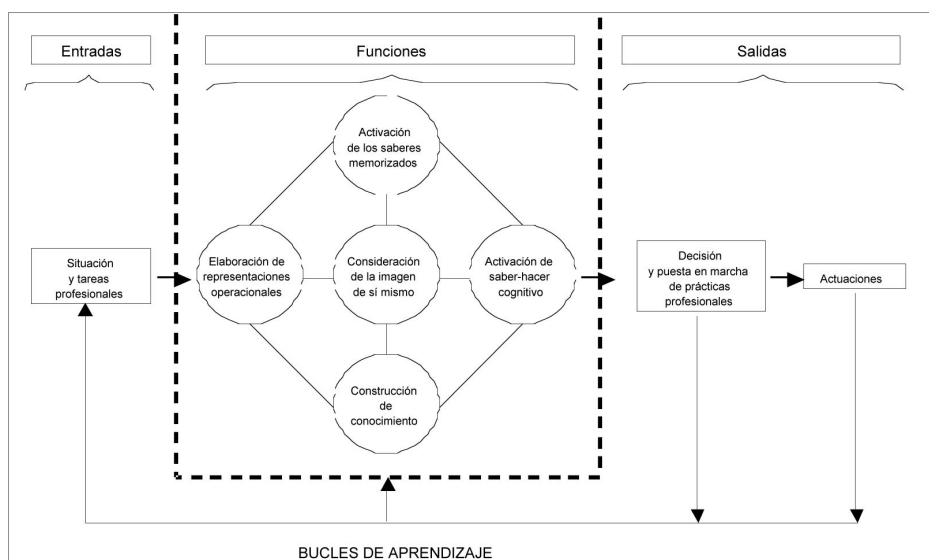 Entradas
Funciones
Salidas
Activación
de los saberes
memorizados
Situación
y tareas
profesionales
Elaboración de
representaciones
operacionales
Consideración
de la imagen
de sí mismo
Activación de
saber-hacer
cognitivo
Decisión
y puesta en marcha
de prácticas
profesionales
Actuaciones
Construcción
de
conocimiento
BUCLES DE APRENDIZAJE